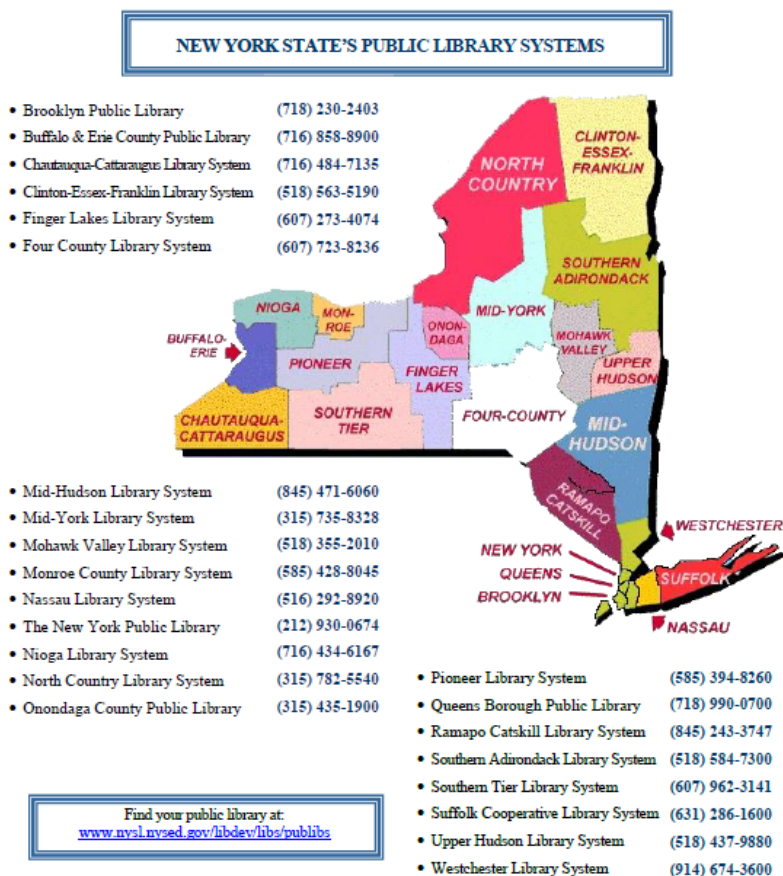 NEW YORK STATE'S PUBLIC LIBRARY SYSTEMS
• Brooklyn Public Library (718) 230-2403
• Buffalo & Erie County Public Library (716) 858-8900
• Chautauqua-Cattaraugus Library System (716) 484-7135
• Clinton-Essex-Franklin Library System (518) 563-5190
• Finger Lakes Library System (607) 273-4074
• Four County Library System (607) 723-8236
CLINTON-
ESSEX-
FRANKLIN
NORTH
COUNTRY
SOUTHERN
ADIRONDACK
NIOGA
MON-
ROE
ONON-
DAGA
MID-YORK
MOHAWK
VALLEY
BUFFALO-
ERIE
PIONEER
FINGER
LAKES
UPPER
HUDSON
CHAUTAUQUA-
CATTARAUGUS
SOUTHERN
TIER
FOUR-COUNTY
MID-
HUDSON
RAMAPO
CATSKILL
WESTCHESTER
NEW YORK
QUEENS
BROOKLYN
SUFFOLK
NASSAU
• Mid-Hudson Library System (845) 471-6060
• Mid-York Library System (315) 735-8328
• Mohawk Valley Library System (518) 355-2010
• Monroe County Library System (585) 428-8045
• Nassau Library System (516) 292-8920
• The New York Public Library (212) 930-0674
• Nioga Library System (716) 434-6167
• North Country Library System (315) 782-5540
• Onondaga County Public Library (315) 435-1900
• Pioneer Library System (585) 394-8260
• Queens Borough Public Library (718) 990-0700
• Ramapo Catskill Library System (845) 243-3747
• Southern Adirondack Library System (518) 584-7300
• Southern Tier Library System (607) 962-3141
• Suffolk Cooperative Library System (631) 286-1600
• Upper Hudson Library System (518) 437-9880
• Westchester Library System (914) 674-3600
Find your public library at:
www.nysl.nysed.gov/libdev/libs/publibs